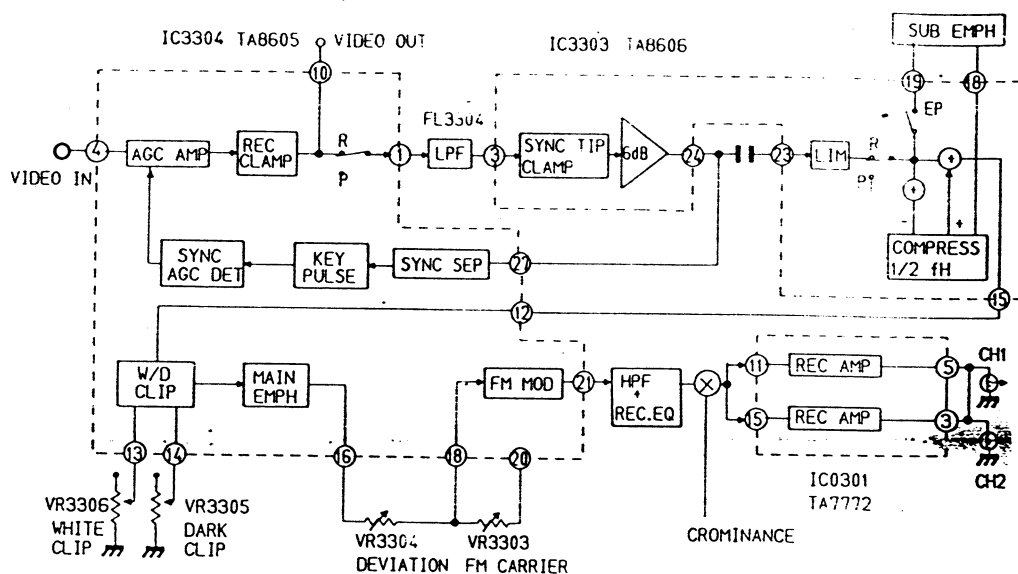 IC3304 TA8605
VIDEO OUT
IC3303 TA8606
SUB EMPH
10
19
18
EP
4
AGC AMP
REC CLAMP
R
P
1
FL3304
LPF
3
SYNC TIP CLAMP
6dB
24
23
LIM
R
+
+
VIDEO IN
-
+
SYNC AGC DET
KEY PULSE
SYNC SEP
27
COMPRESS
1/2 fH
15
12
W/D CLIP
MAIN EMPH
FM MOD
21
HPF
+
REC.EQ
11
REC AMP
5
CH1
15
REC AMP
3
CH2
13
14
16
18
20
IC0301
TA7772
VR3306
WHITE
CLIP
VR3305
DARK
CLIP
VR3304
DEVIATION
VR3303
FM CARRIER
CROMINANCE